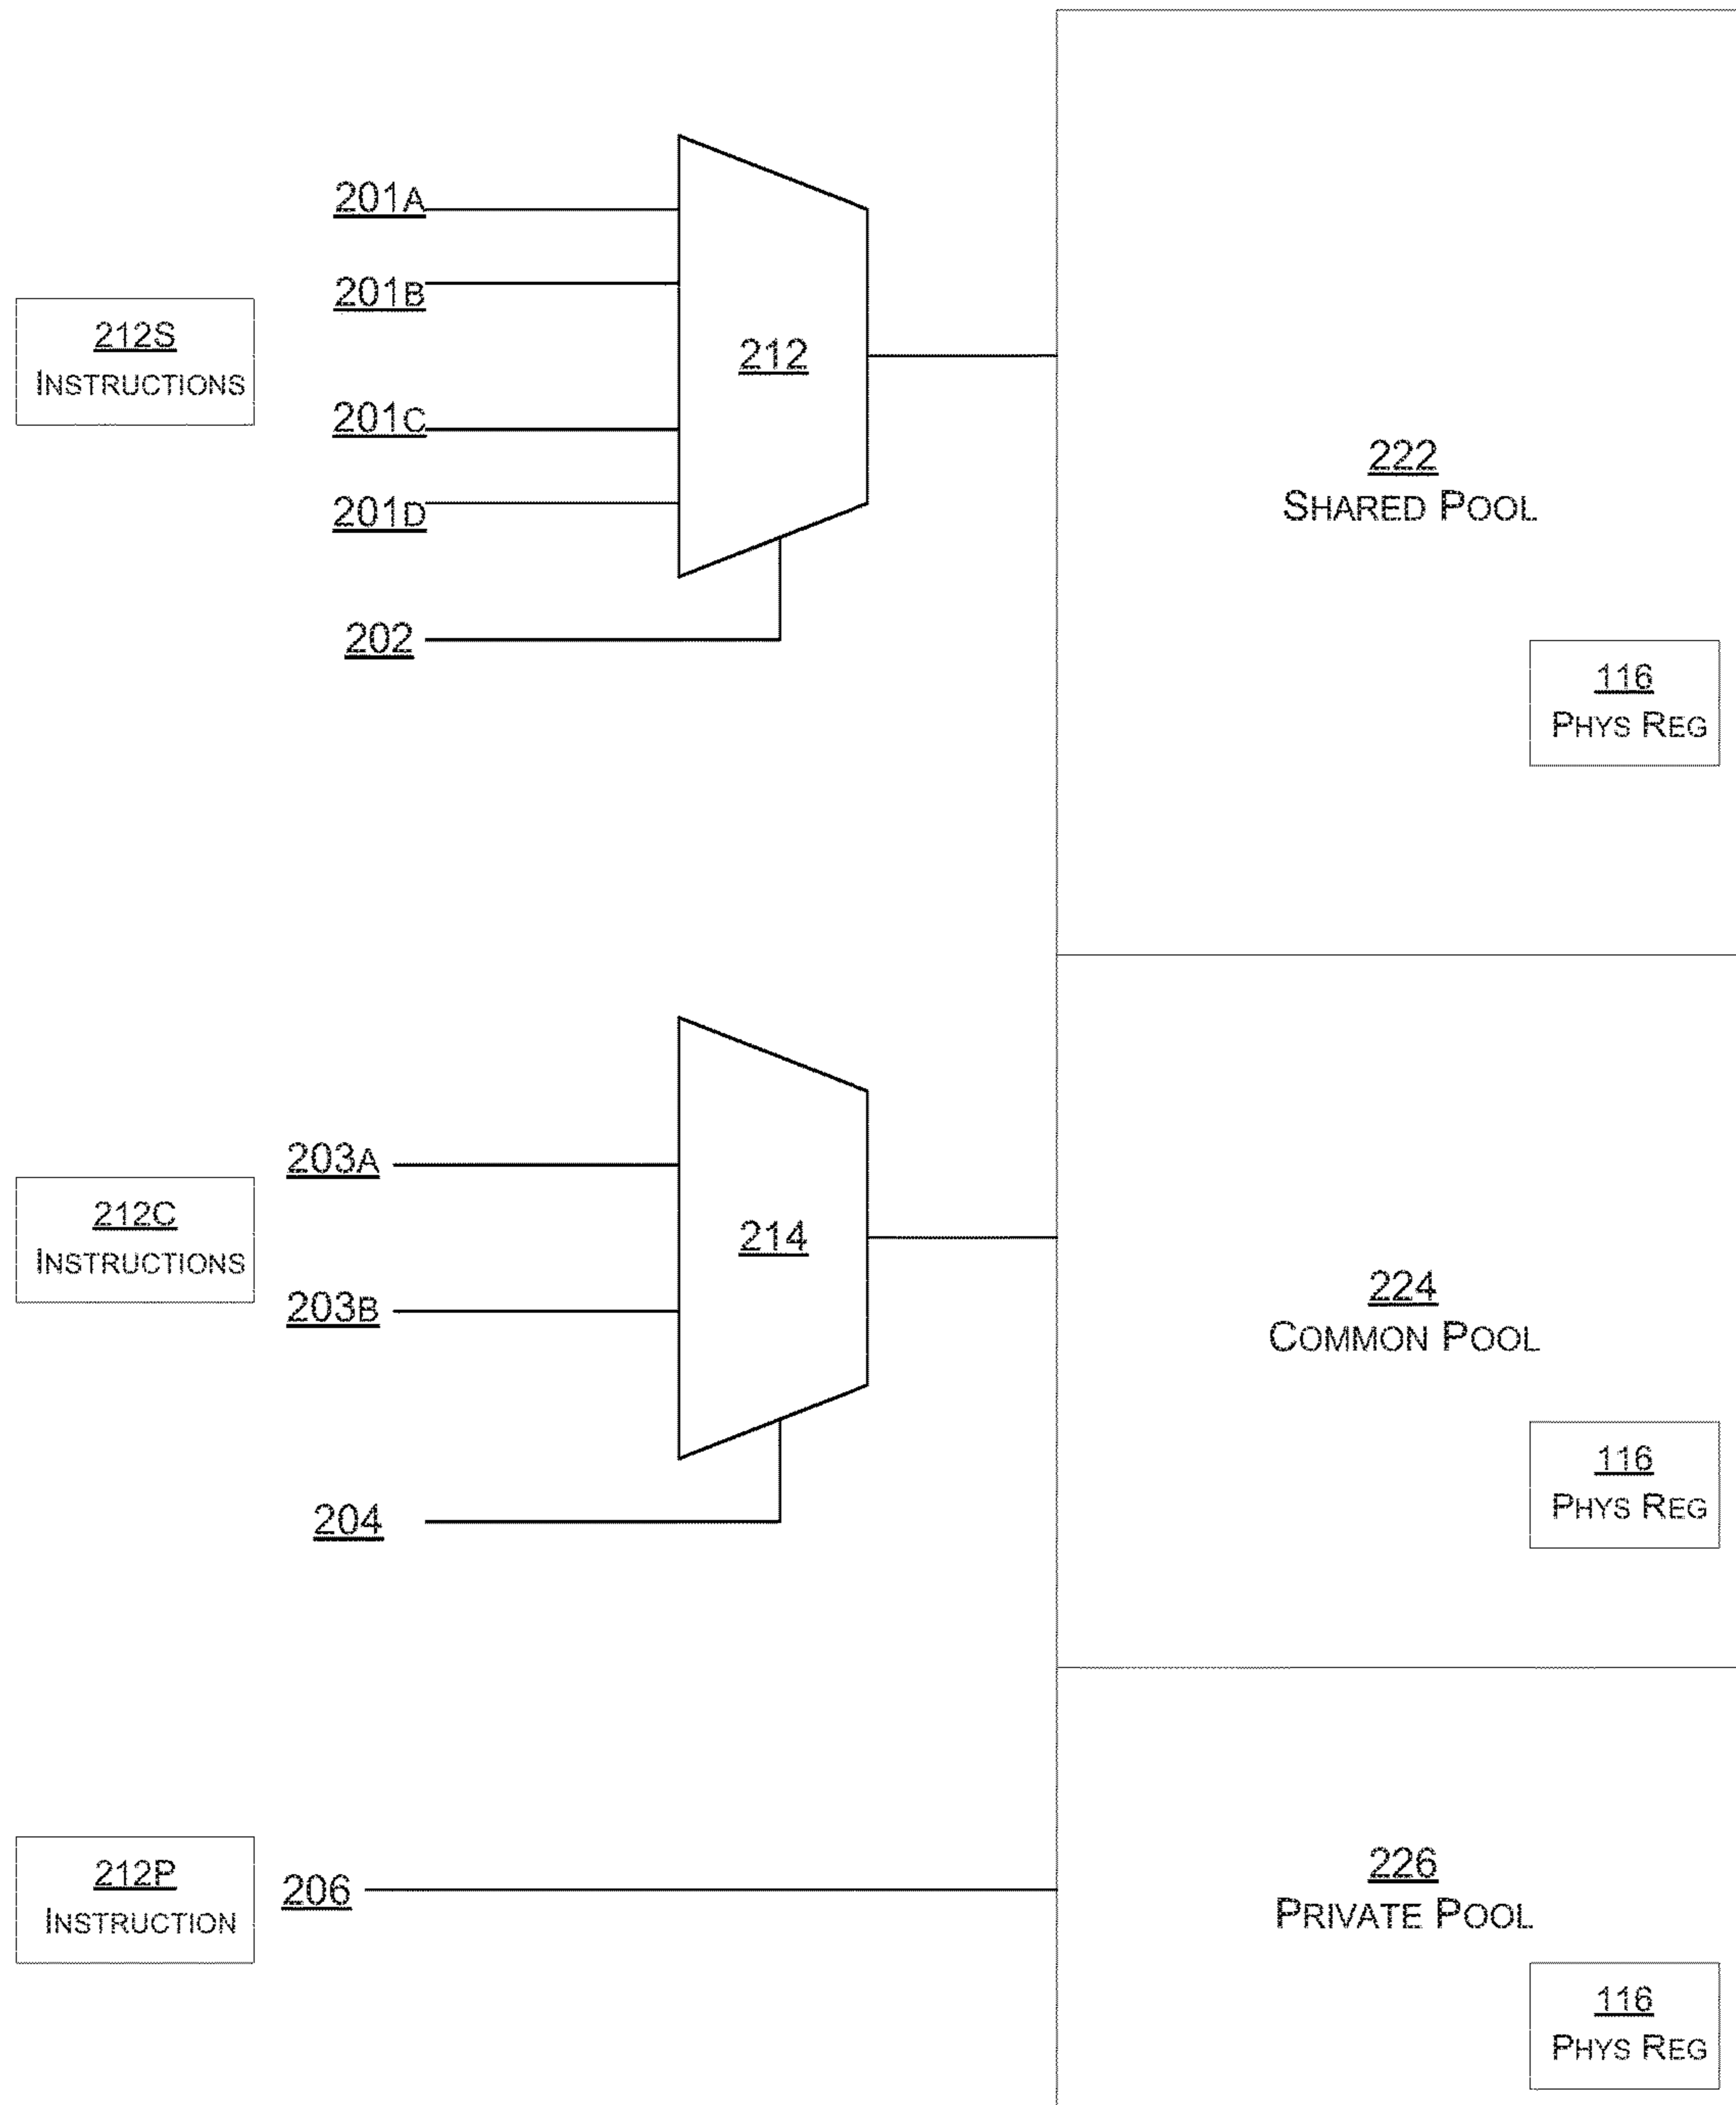 201A
201B
212S
INSTRUCTIONS
212
201C
201D
222
SHARED POOL
202
116
PHYS REG
203A
212C
INSTRUCTIONS
214
203B
224
COMMON POOL
204
116
PHYS REG
212P
INSTRUCTION
206
226
PRIVATE POOL
116
PHYS REG